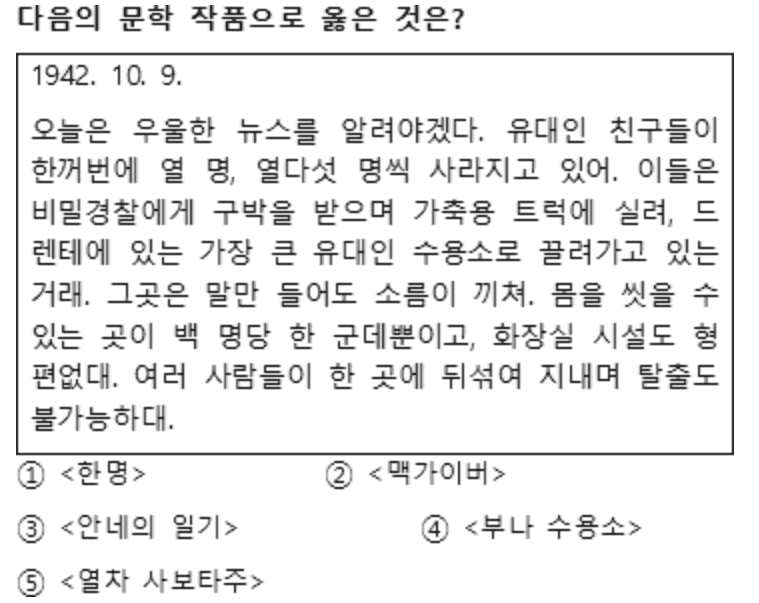 다음의 문학 작품으로 옳은 것은?
1942. 10. 9.
오늘은 우울한 뉴스를 알려야겠다. 유대인 친구들이
한꺼번에 열 명, 열다섯 명씩 사라지고 있어. 이들은
비밀경찰에게 구박을 받으며 가축용 트럭에 실려, 드
렌테에 있는 가장 큰 유대인 수용소로 끌려가고 있는
거래. 그곳은 말만 들어도 소름이 끼쳐. 몸을 씻을 수
있는 곳이 백 명당 한 군데뿐이고, 화장실 시설도 형
편없대. 여러 사람들이 한 곳에 뒤섞여 지내며 탈출도
불가능하대.
① <한명> ② <맥가이버>
③ <안네의 일기> ④ <부나 수용소>
⑤ <열차 사보타주>